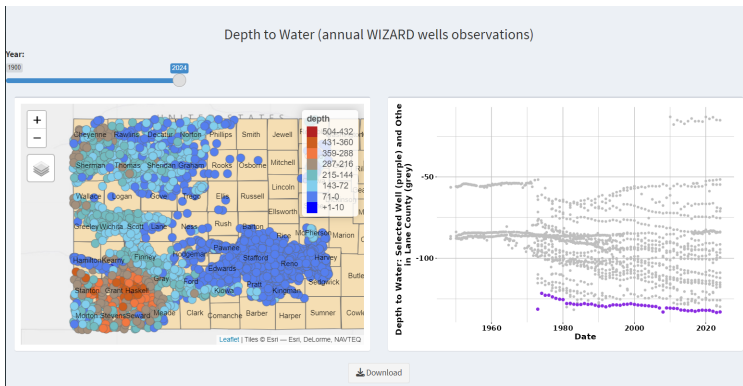 Depth to Water (annual WIZARD wells observations)
Year:
1900
2024
+
−
UNITED STATES
depth
504-432
431-360
359-288
287-216
215-144
143-72
71-0
+1-10
Cheyenne Rawlins Decatur Norton Phillips Smith Jewell
Sherman Thomas Sheridan Graham Rooks Osborne Mitchell
Lincoln
Wallace Logan Gove Trego Ellis Russell
Ellsworth
Greeley Wichita Scott Lane Ness Rush Barton Rice McPherson Marion
Hamilton Kearny Finney Hodgeman Pawnee Stafford Reno Harvey
Edwards Sedgwick Butle
Stanton Grant Haskell Gray Ford Kiowa Pratt Kingman
Morton Stevens Seward Meade Clark Comanche Barber Harper Sumner Cowle
Leaflet | Tiles © Esri — Esri, DeLorme, NAVTEQ
Depth to Water: Selected Well (purple) and Othe
in Lane County (grey)
-50
-100
1960
1980
2000
2020
Date
Download